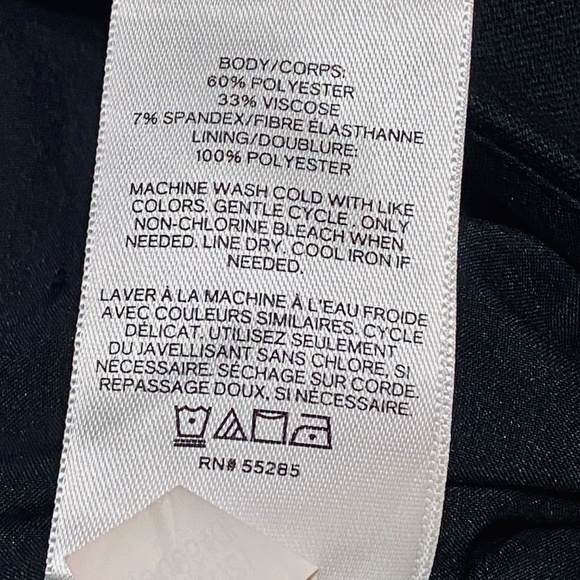 BODY/CORPS:
60% POLYESTER
33% VISCOSE
7% SPANDEX/FIBRE ÉLASTHANNE
LINING/DOUBLURE:
100% POLYESTER
MACHINE WASH COLD WITH LIKE
COLORS. GENTLE CYCLE, ONLY
NON-CHLORINE BLEACH WHEN
NEEDED. LINE DRY. COOL IRON IF
NEEDED.
LAVER À LA MACHINE À L'EAU FROIDE
AVEC COULEURS SIMILAIRES. CYCLE
DÉLICAT. UTILISEZ SEULEMENT
DU JAVELLISANT SANS CHLORE, SI
NÉCESSAIRE. SÉCHAGE SUR CORDE.
REPASSAGE DOUX, SI NÉCESSAIRE.
RN# 55285